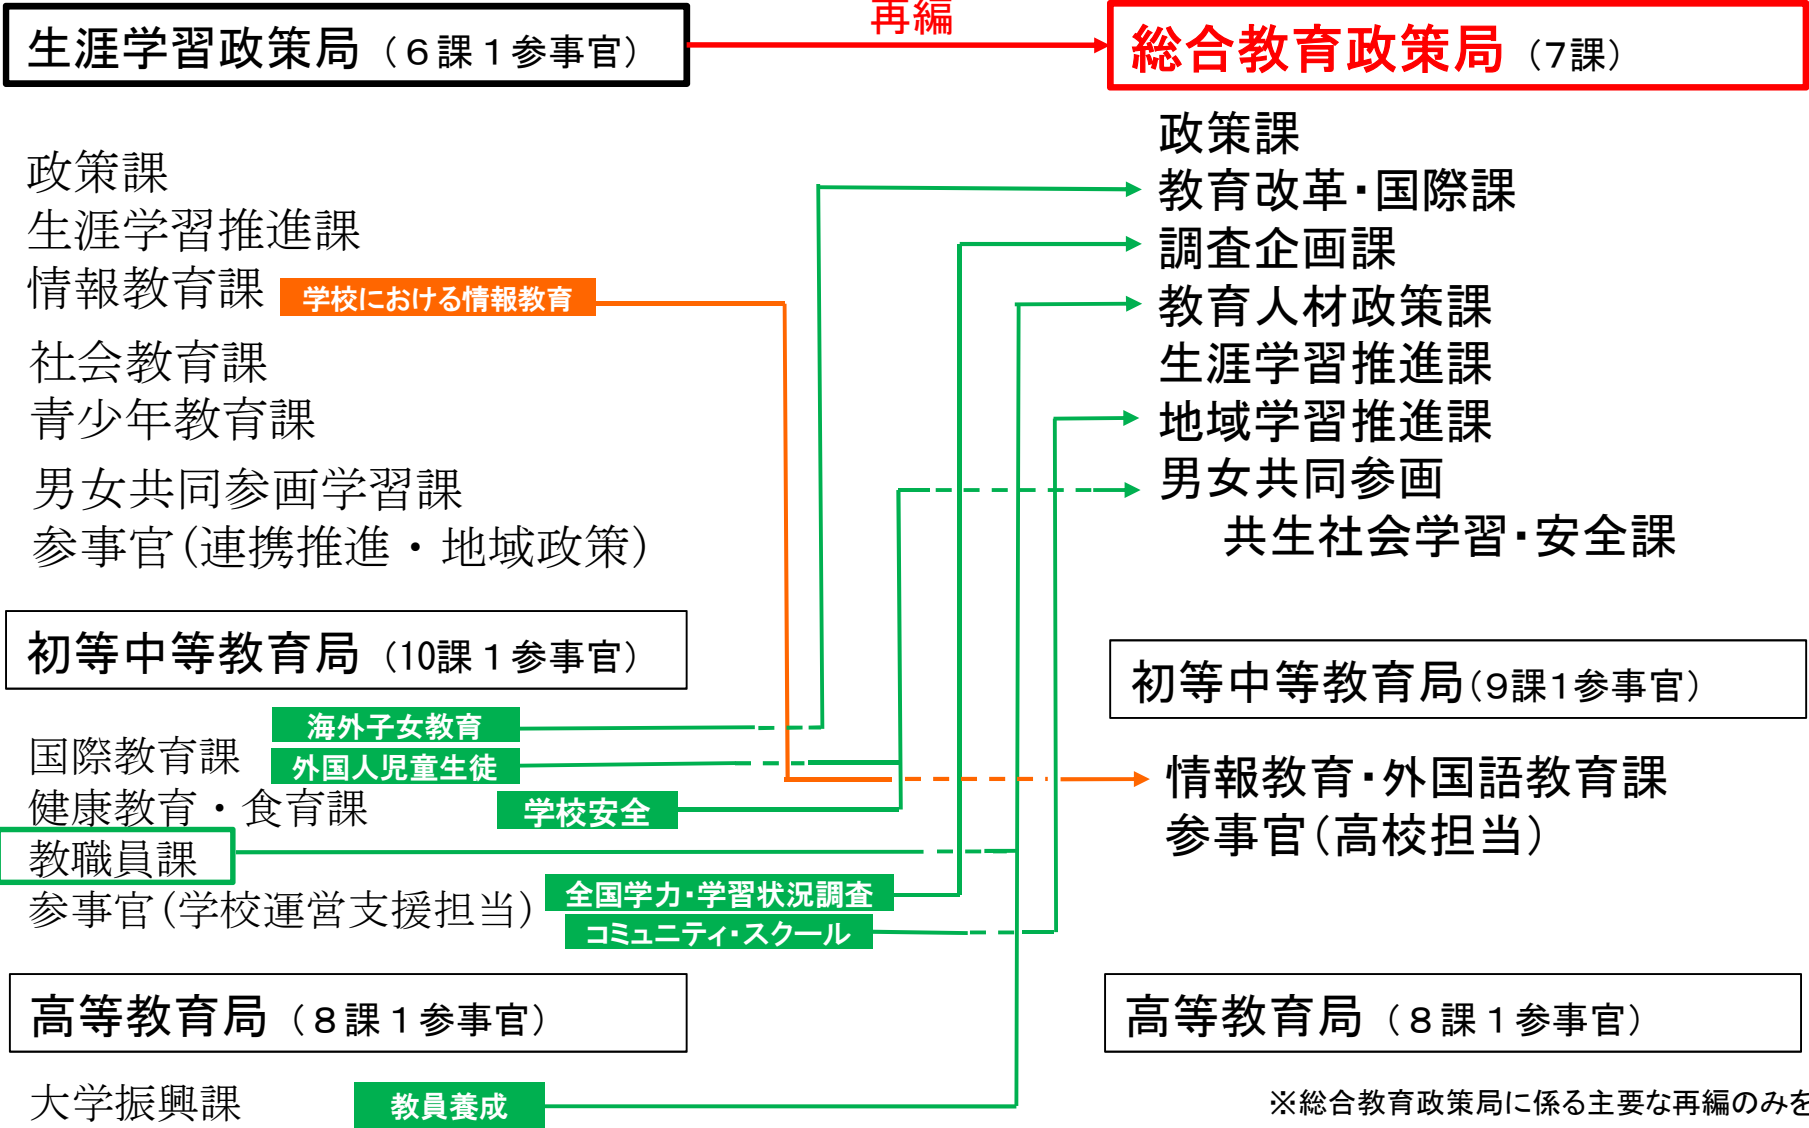 再編
生涯学習政策局（６課１参事官）
政策課
生涯学習推進課
情報教育課 学校における情報教育
社会教育課
青少年教育課
男女共同参画学習課
参事官(連携推進・地域政策)
初等中等教育局（10課１参事官）
海外子女教育
国際教育課
外国人児童生徒
健康教育・食育課 学校安全
教職員課
参事官(学校運営支援担当) 全国学力・学習状況調査
コミュニティ・スクール
高等教育局（８課１参事官）
大学振興課 教員養成
総合教育政策局（7課）
政策課
教育改革・国際課
調査企画課
教育人材政策課
生涯学習推進課
地域学習推進課
男女共同参画
共生社会学習・安全課
初等中等教育局(9課1参事官)
情報教育・外国語教育課
参事官(高校担当)
高等教育局（８課１参事官）
※総合教育政策局に係る主要な再編のみを